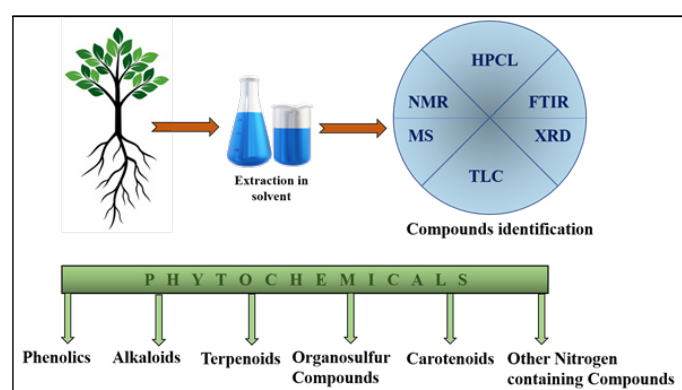 HPCL
NMR
FTIR
MS
XRD
TLC
Extraction in
solvent
Compounds identification
PHYTOCHEMICALS
Phenolics
Alkaloids
Terpenoids
Organosulfur
Compounds
Carotenoids
Other Nitrogen
containing Compounds